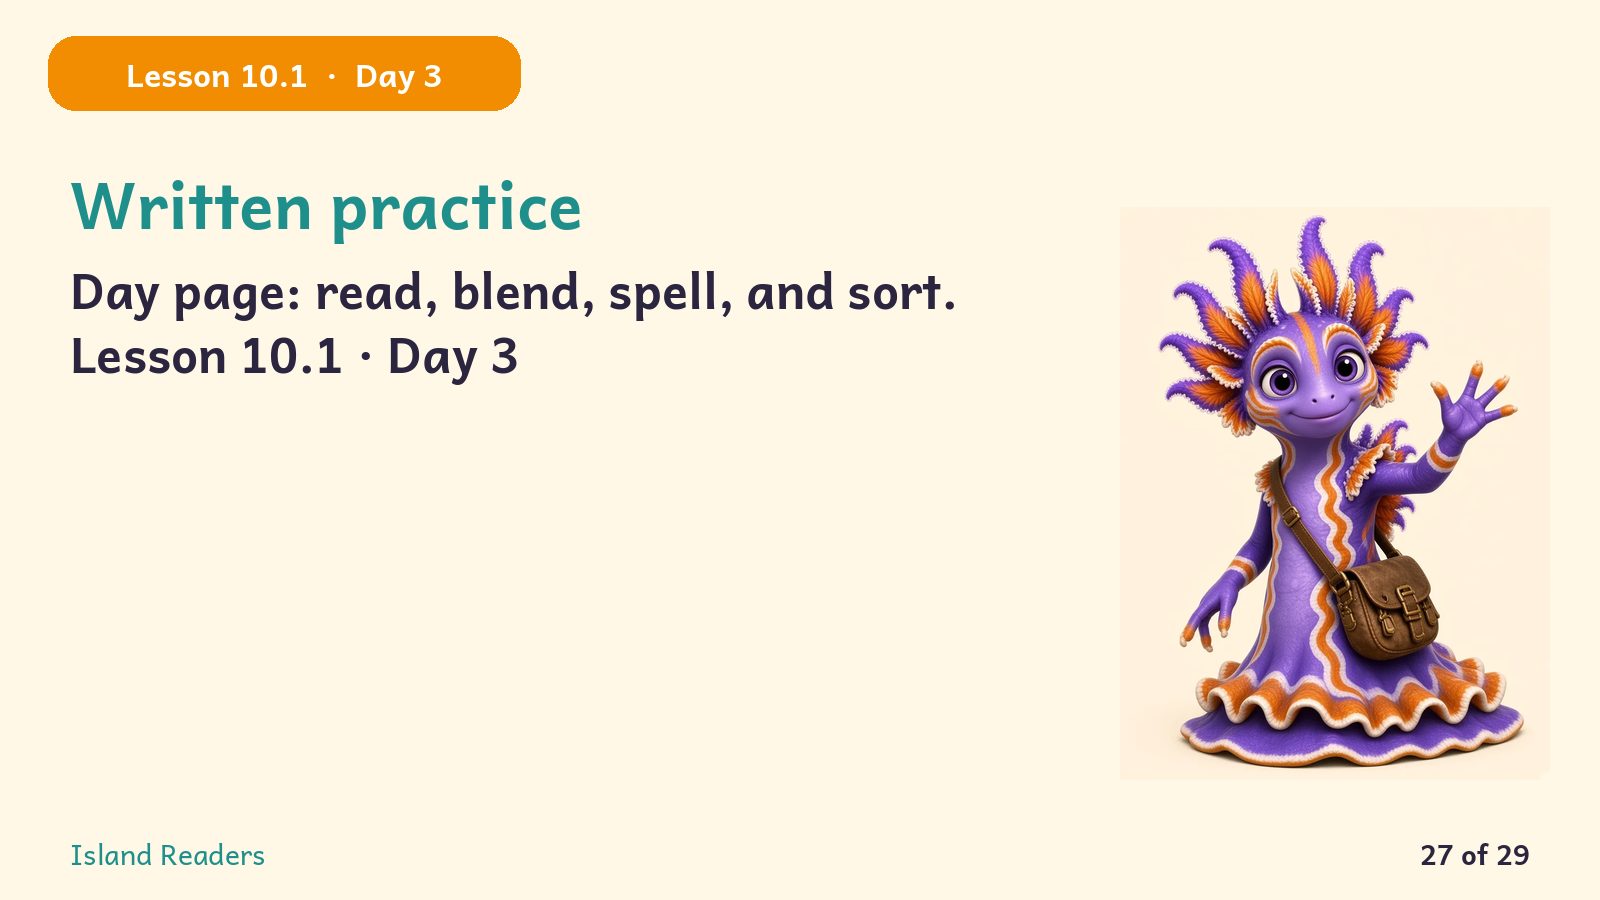 Lesson 10.1 · Day 3
Written practice
Day page: read, blend, spell, and sort.
Lesson 10.1 · Day 3
Island Readers
27 of 29